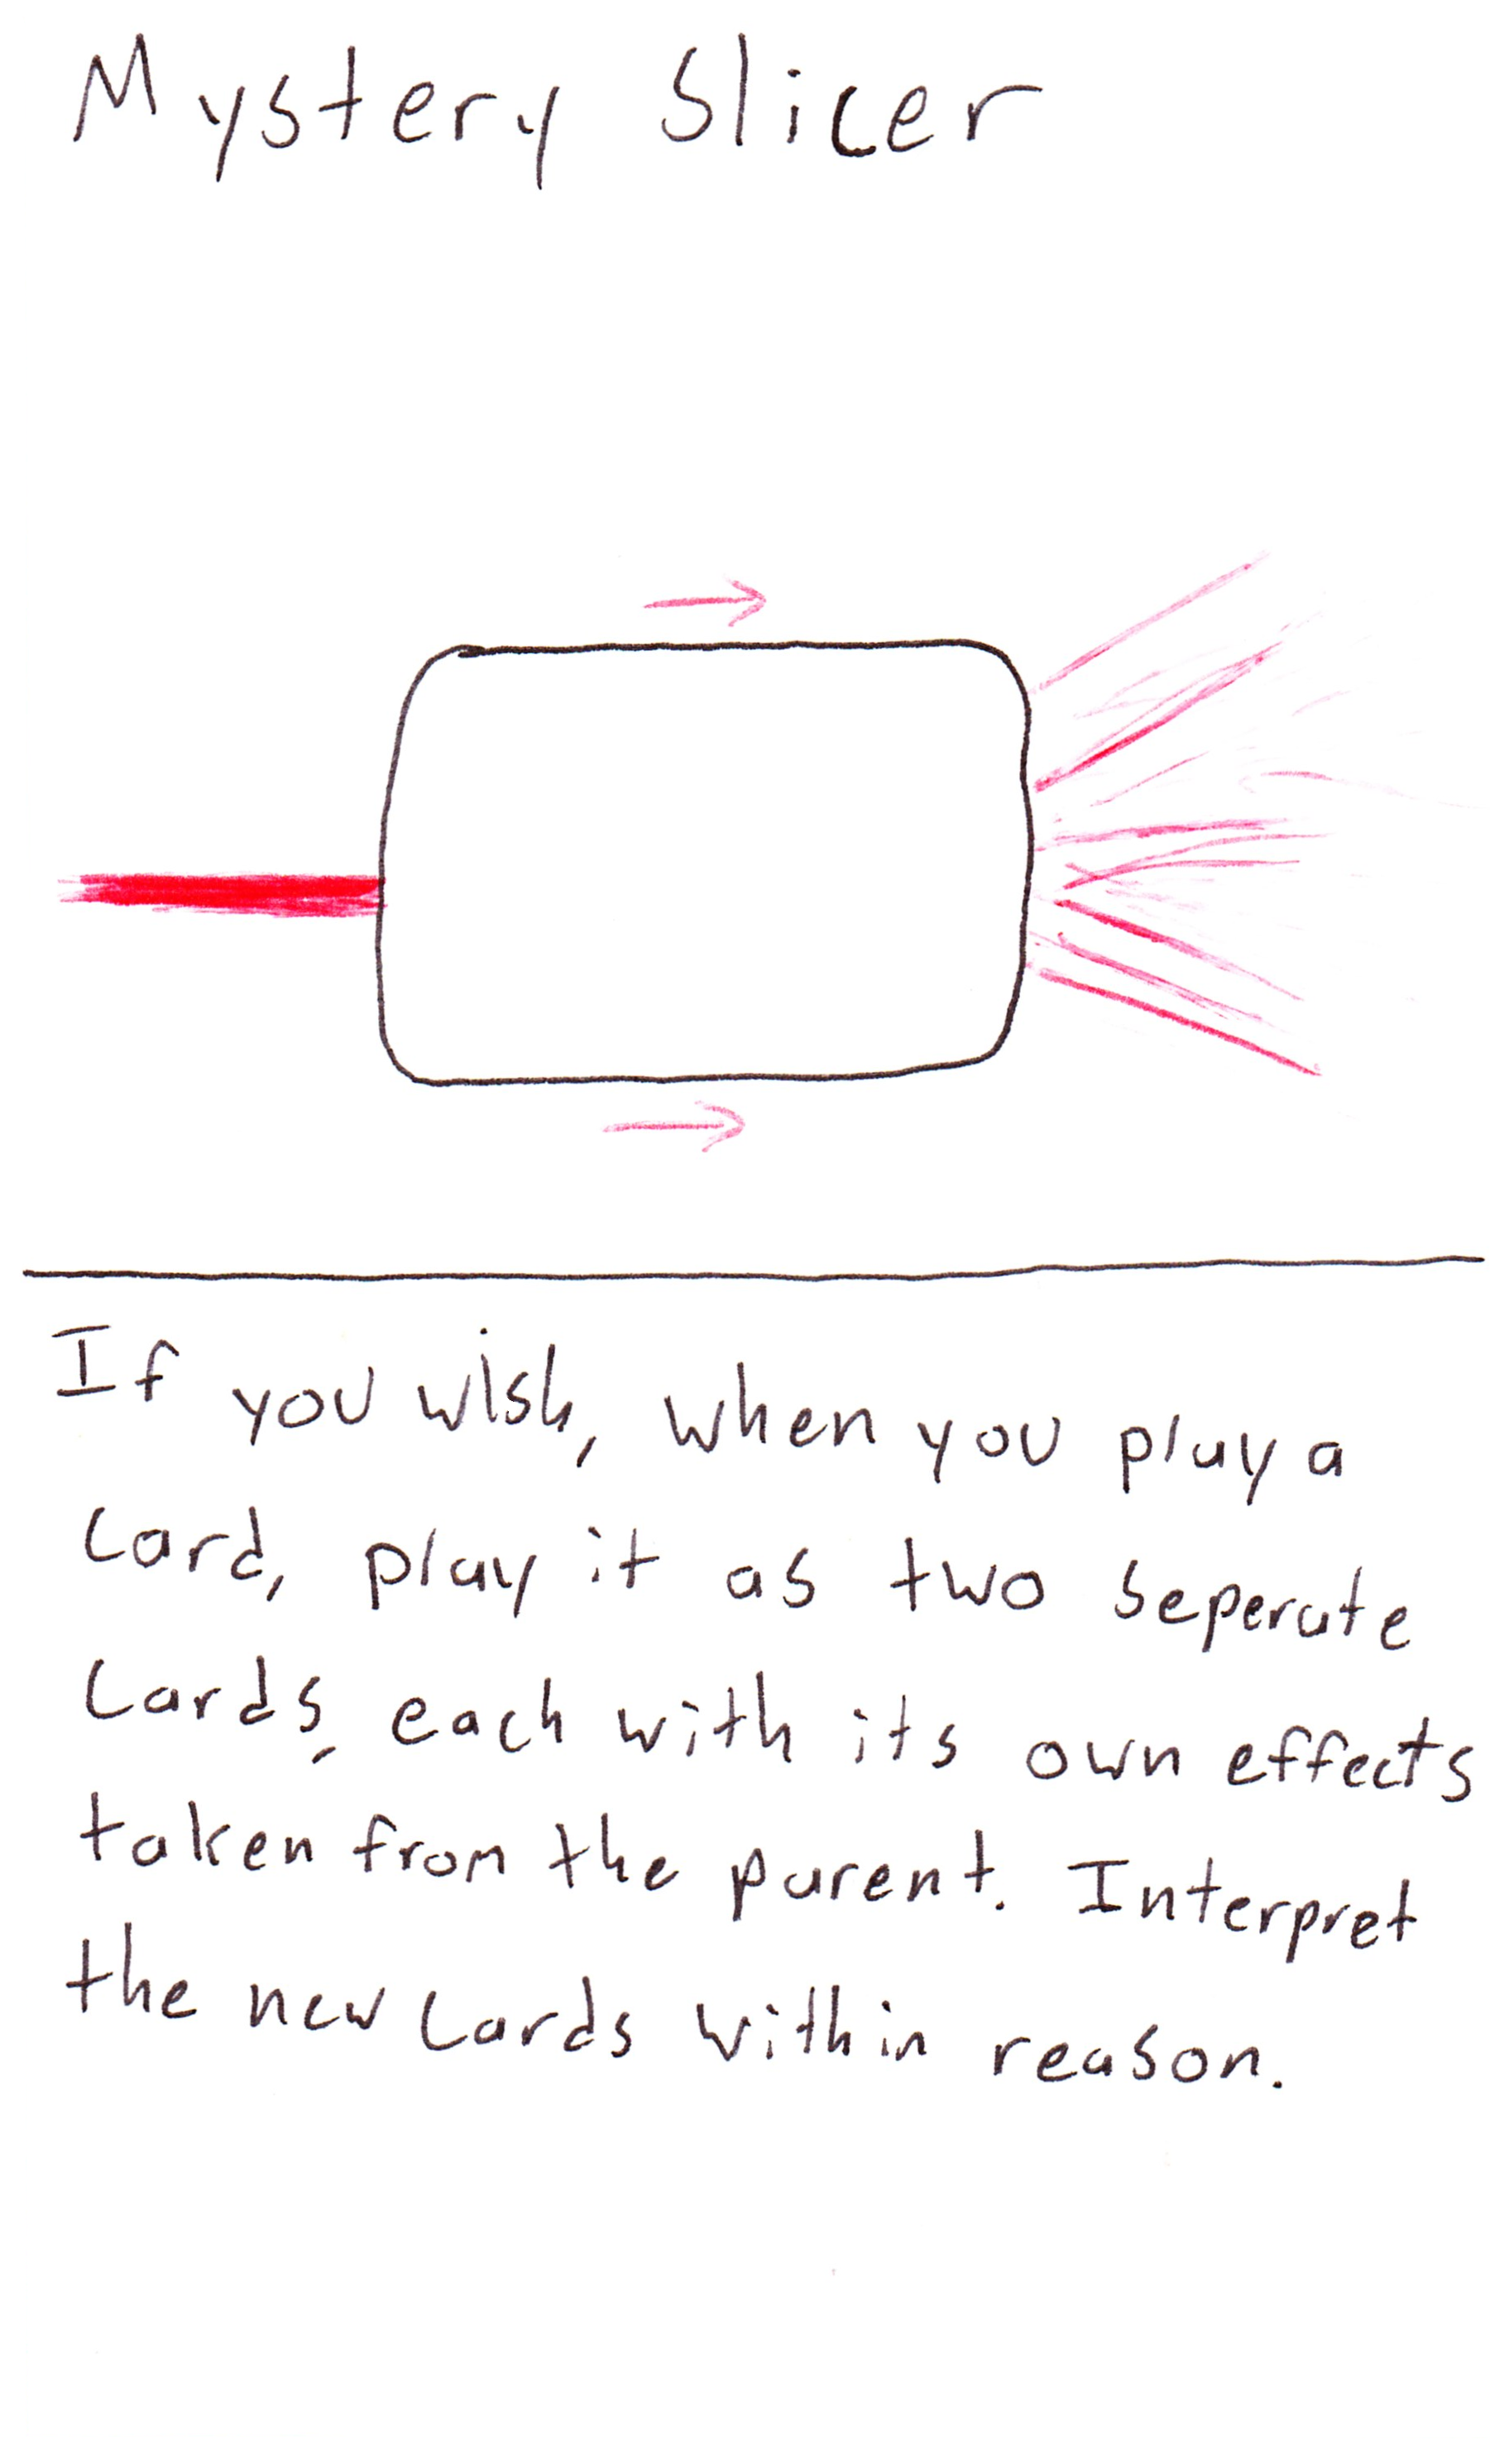 Mystery Slicer
If you wish, when you play a
card, play it as two seperate
cards, each with its own effects
taken from the parent. Interpret
the new cards within reason.